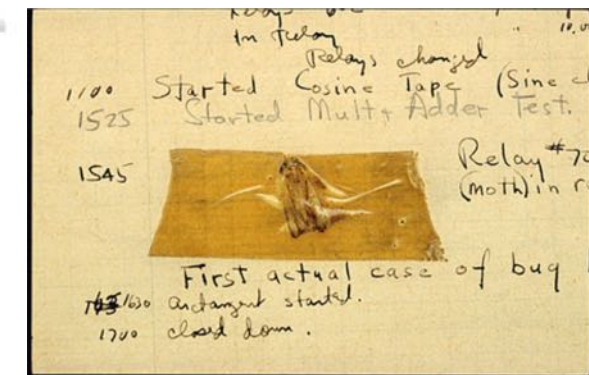 in relay
Relays changed
1100 Started Cosine Tape (Sine
1525 Started Mult + Adder Test.
1545 Relay #70
(moth) in
First actual case of bug
1630 arctangent started.
1700 closed down.